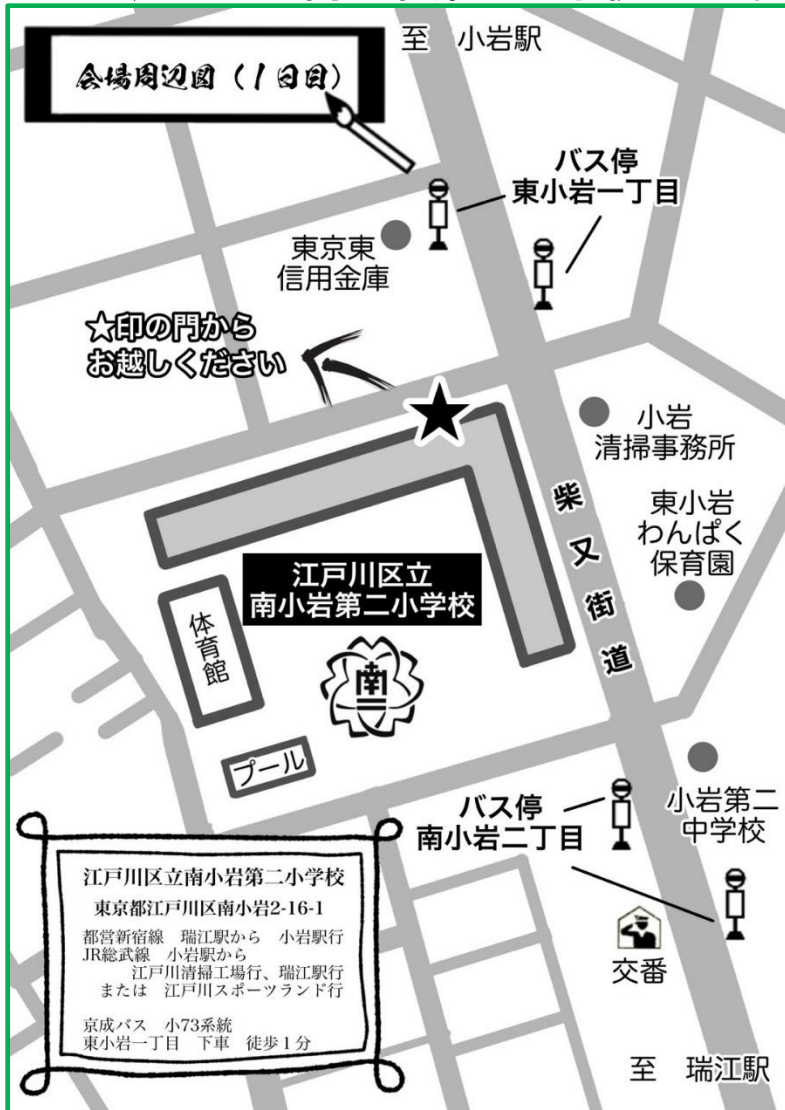 至 小岩駅
会場周辺図（1日目）
バス停
東小岩一丁目
東京東
信用金庫
★印の門から
お越しください
小岩
清掃事務所
柴又街道
東小岩
わんぱく
保育園
江戸川区立
南小岩第二小学校
体育館
南
プール
バス停
南小岩二丁目
小岩第二
中学校
交番
江戸川区立南小岩第二小学校
東京都江戸川区南小岩2-16-1
都営新宿線 瑞江駅から 小岩駅行
JR総武線 小岩駅から
江戸川清掃工場行、瑞江駅行
または 江戸川スポーツランド行
京成バス 小73系統
東小岩一丁目 下車 徒歩1分
至 瑞江駅